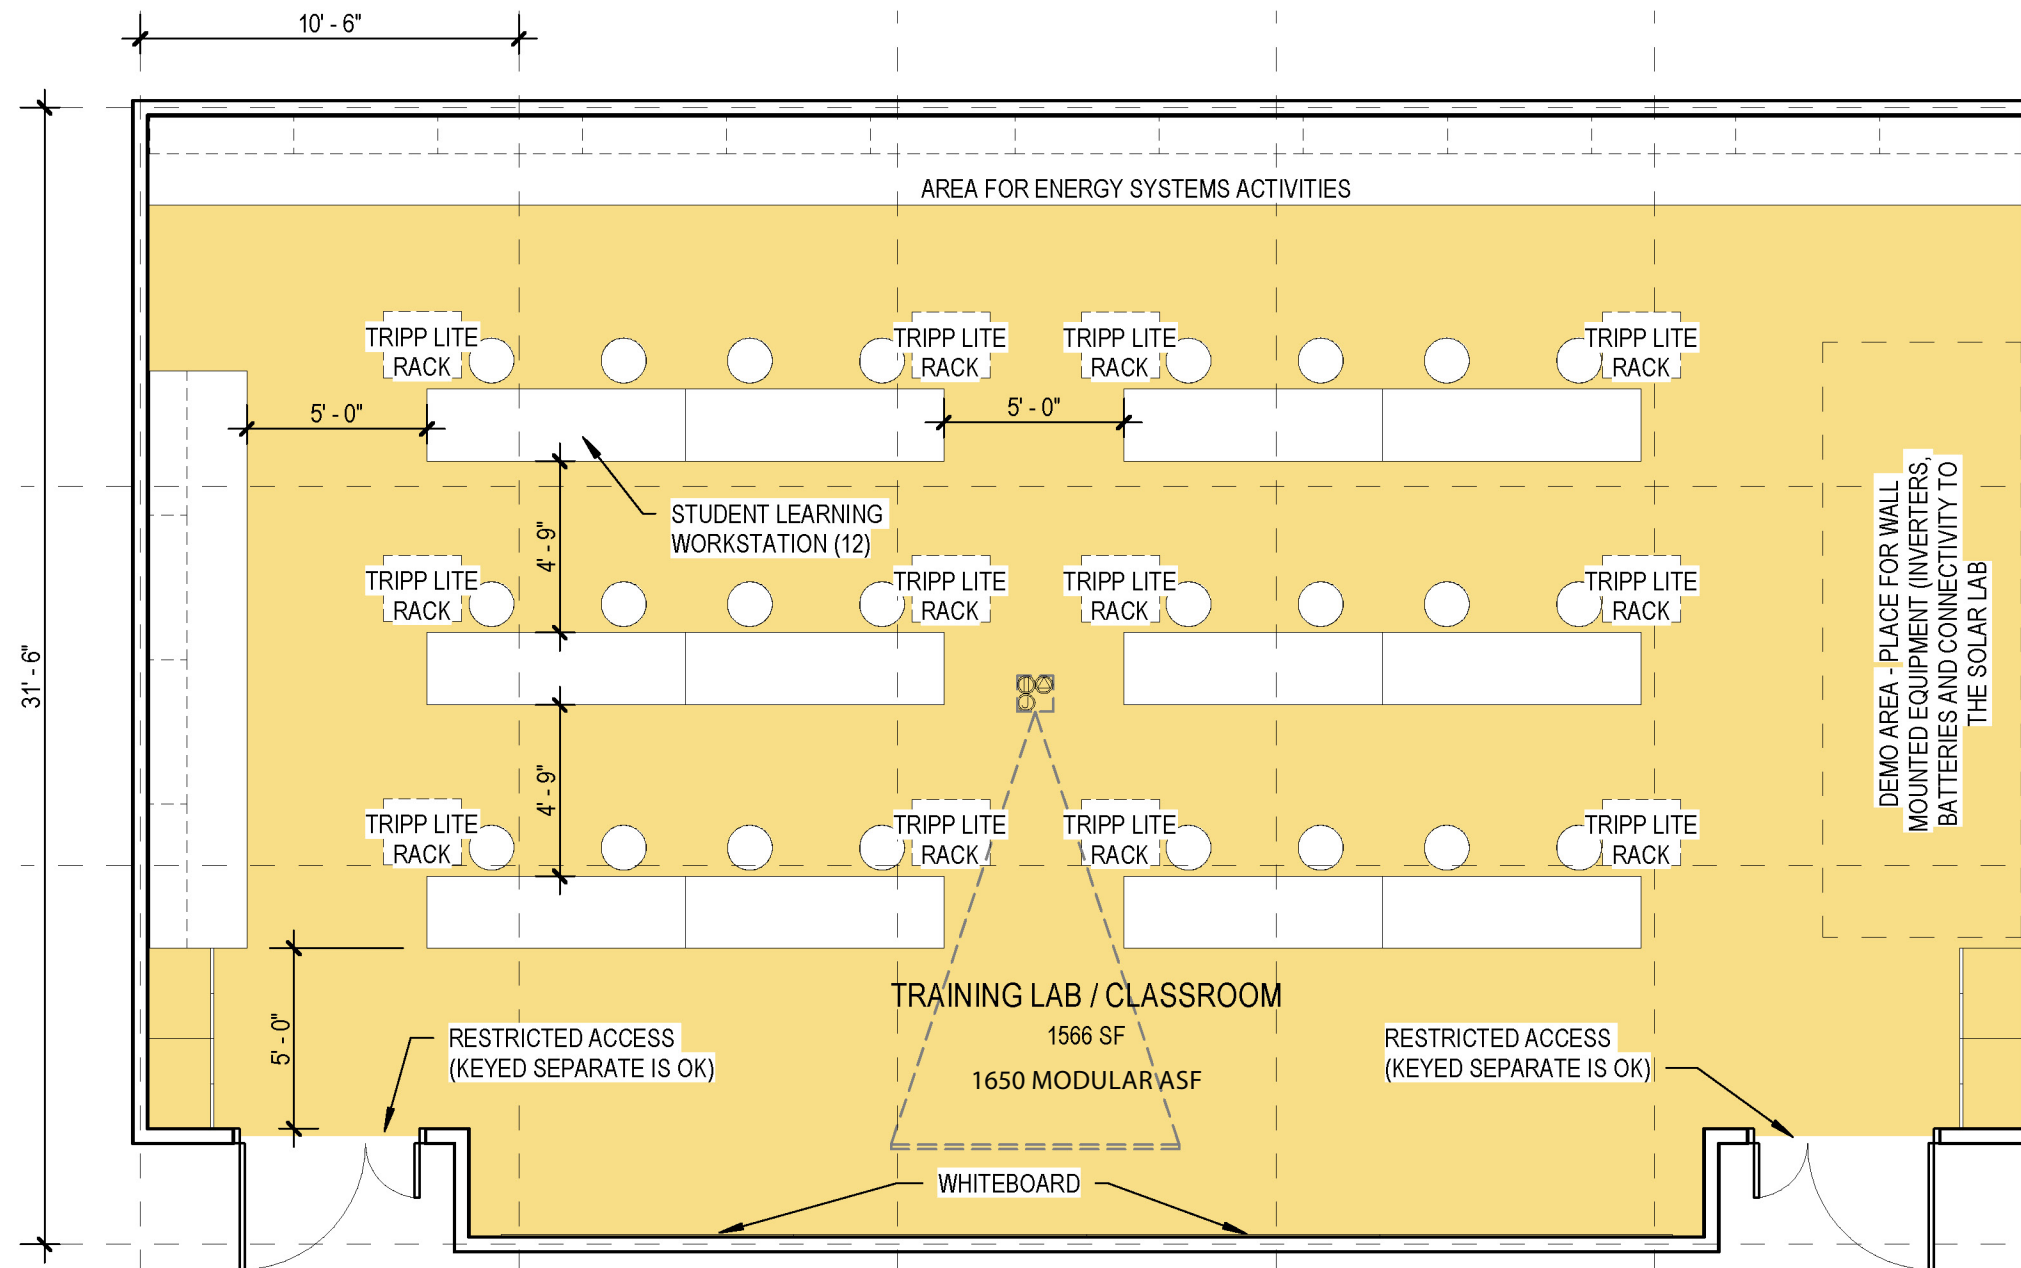 10' - 6"
AREA FOR ENERGY SYSTEMS ACTIVITIES
TRIPP LITE
RACK
TRIPP LITE
RACK
TRIPP LITE
RACK
TRIPP LITE
RACK
5' - 0"
5' - 0"
STUDENT LEARNING
WORKSTATION (12)
4' - 9"
31' - 6"
DEMO AREA - PLACE FOR WALL
MOUNTED EQUIPMENT (INVERTERS,
BATTERIES AND CONNECTIVITY TO
THE SOLAR LAB
TRIPP LITE
RACK
TRIPP LITE
RACK
TRIPP LITE
RACK
TRIPP LITE
RACK
J
4' - 9"
TRIPP LITE
RACK
TRIPP LITE
RACK
TRIPP LITE
RACK
TRIPP LITE
RACK
TRAINING LAB / CLASSROOM
1566 SF
1650 MODULAR ASF
5' - 0"
RESTRICTED ACCESS
(KEYED SEPARATE IS OK)
RESTRICTED ACCESS
(KEYED SEPARATE IS OK)
WHITEBOARD